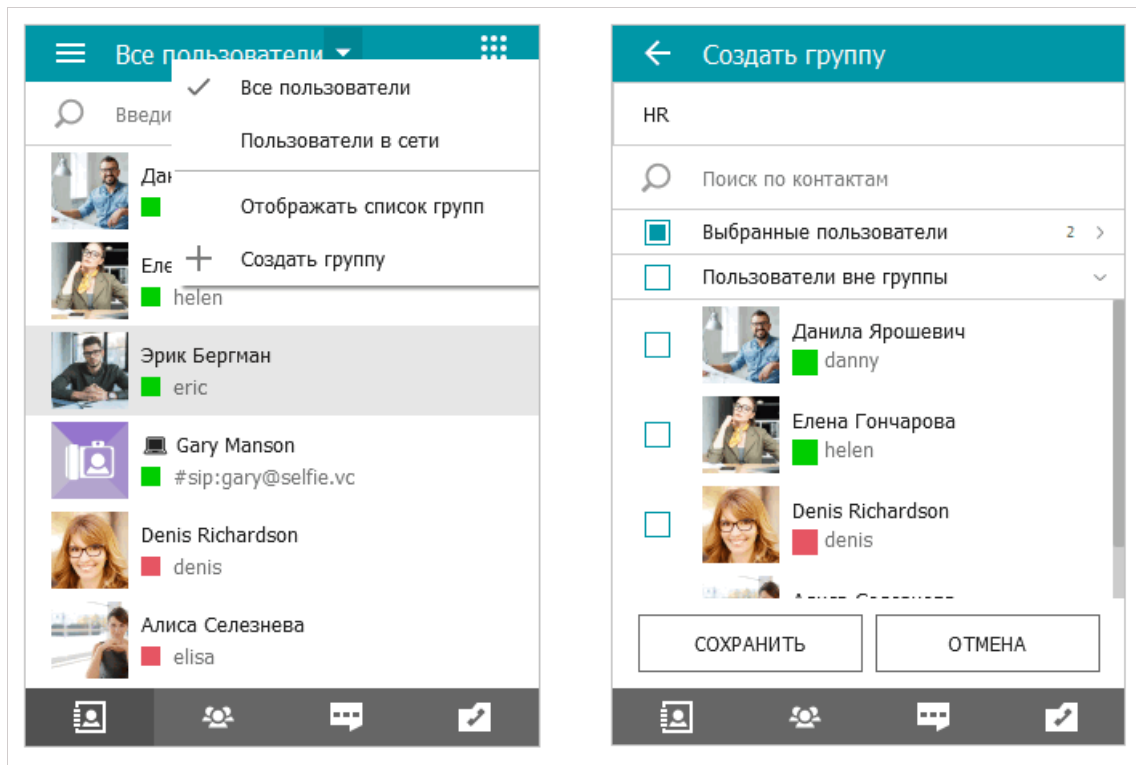 Все пользователи
Все пользователи
Введи
Пользователи в сети
Отображать список групп
Создать группу
helen
Эрик Бергман
eric
Gary Manson
#sip:gary@selfie.vc
Denis Richardson
denis
Алиса Селезнева
elisa
Создать группу
HR
Поиск по контактам
Выбранные пользователи 2
Пользователи вне группы
Данила Ярошевич
danny
Елена Гончарова
helen
Denis Richardson
denis
СОХРАНИТЬ ОТМЕНА